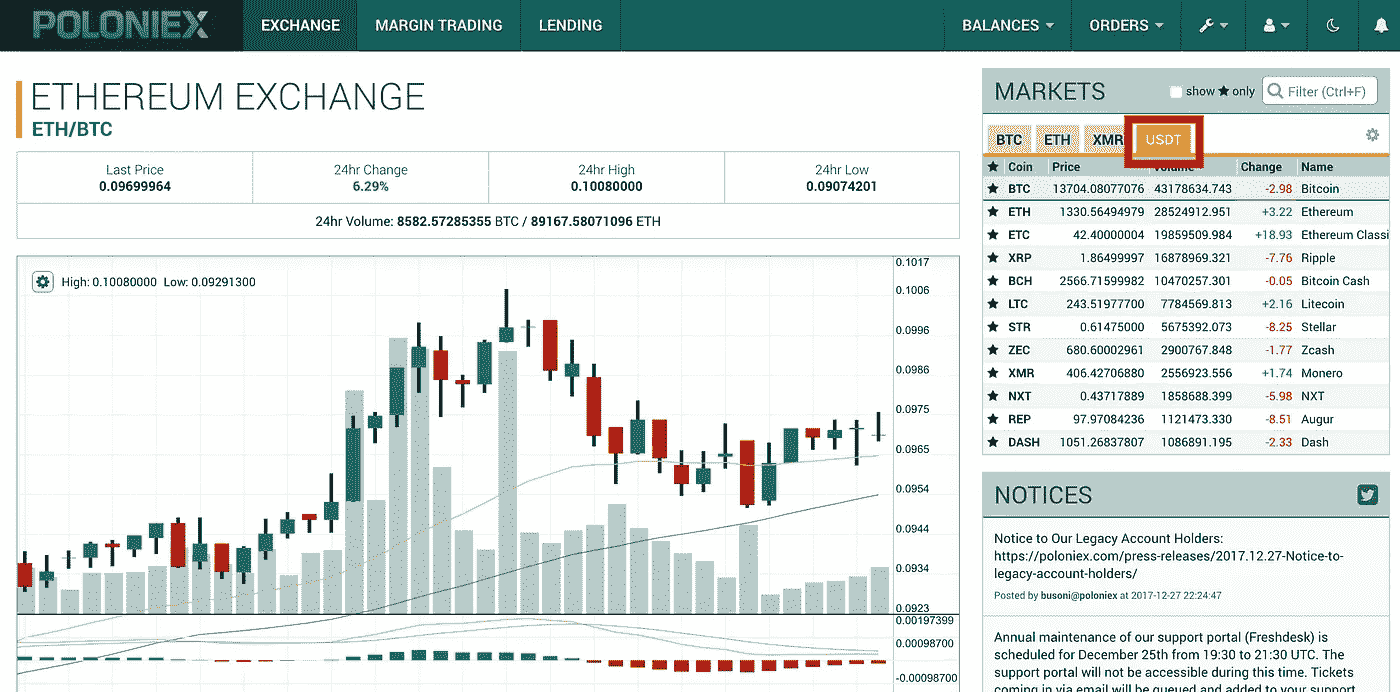 POLONIEX
EXCHANGE
MARGIN TRADING
LENDING
BALANCES
ORDERS
ETHEREUM EXCHANGE
ETH/BTC
Last Price
0.09699964
24hr Change
6.29%
24hr High
0.10080000
24hr Low
0.09074201
24hr Volume: 8582.57285355 BTC / 89167.58071096 ETH
High: 0.10080000 Low: 0.09291300
0.1017
0.1006
0.0996
0.0986
0.0975
0.0965
0.0954
0.0944
0.0934
0.0923
0.00197399
0.00098700
-0.00098700
MARKETS
show ★ only
Filter (Ctrl+F)
BTC ETH XMR USDT
★ Coin Price Volume Change Name
★ BTC 13704.08077076 43178634.743 -2.98 Bitcoin
★ ETH 1330.56494979 28524912.951 +3.22 Ethereum
★ ETC 42.40000004 19859509.984 +18.93 Ethereum Classi
★ XRP 1.86499997 16878969.321 -7.76 Ripple
★ BCH 2566.71599982 10470257.301 -0.05 Bitcoin Cash
★ LTC 243.51977700 7784569.813 +2.16 Litecoin
★ STR 0.61475000 5675392.073 -8.25 Stellar
★ ZEC 680.60002961 2900767.848 -1.77 Zcash
★ XMR 406.42706880 2556923.556 +1.74 Monero
★ NXT 0.43717889 1858688.399 -5.98 NXT
★ REP 97.97084236 1121473.330 -8.51 Augur
★ DASH 1051.26837807 1086891.195 -2.33 Dash
NOTICES
Notice to Our Legacy Account Holders:
https://poloniex.com/press-releases/2017.12.27-Notice-to-
legacy-account-holders/
Posted by busoni@poloniex at 2017-12-27 22:24:47
Annual maintenance of our support portal (Freshdesk) is
scheduled for December 25th from 19:30 to 21:30 UTC. The
support portal will not be accessible during this time. Tickets
coming in via email will be queued and added to your support